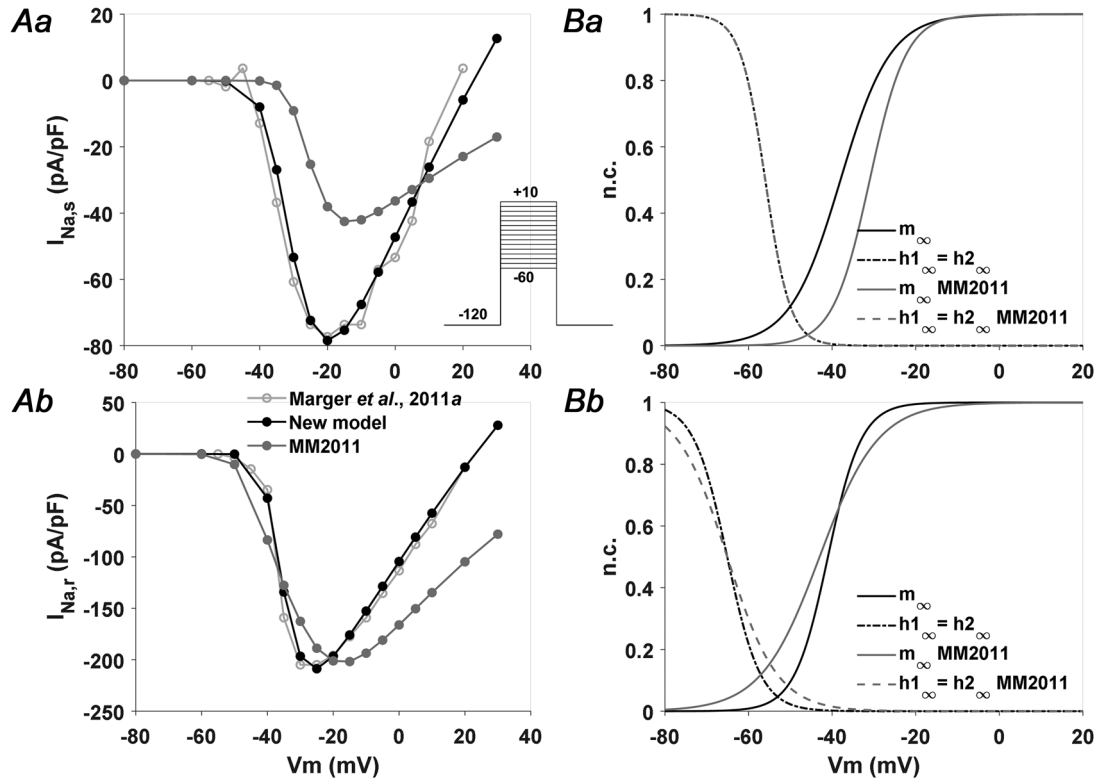 Aa
20
0
-20
-40
-60
-80
I Na,s (pA/pF)
-80 -60 -40 -20 0 20 40
+10
-60
-120
Ba
1
0.8
0.6
0.4
0.2
0
n.c.
-80 -60 -40 -20 0 20
m∞
h1∞ = h2∞
m∞ MM2011
h1∞ = h2∞ MM2011
Ab
50
0
-50
-100
-150
-200
-250
I Na,r (pA/pF)
Marger et al., 2011a
New model
MM2011
-80 -60 -40 -20 0 20 40
Vm (mV)
Bb
1
0.8
0.6
0.4
0.2
0
n.c.
m∞
h1∞ = h2∞
m∞ MM2011
h1∞ = h2∞ MM2011
-80 -60 -40 -20 0 20
Vm (mV)